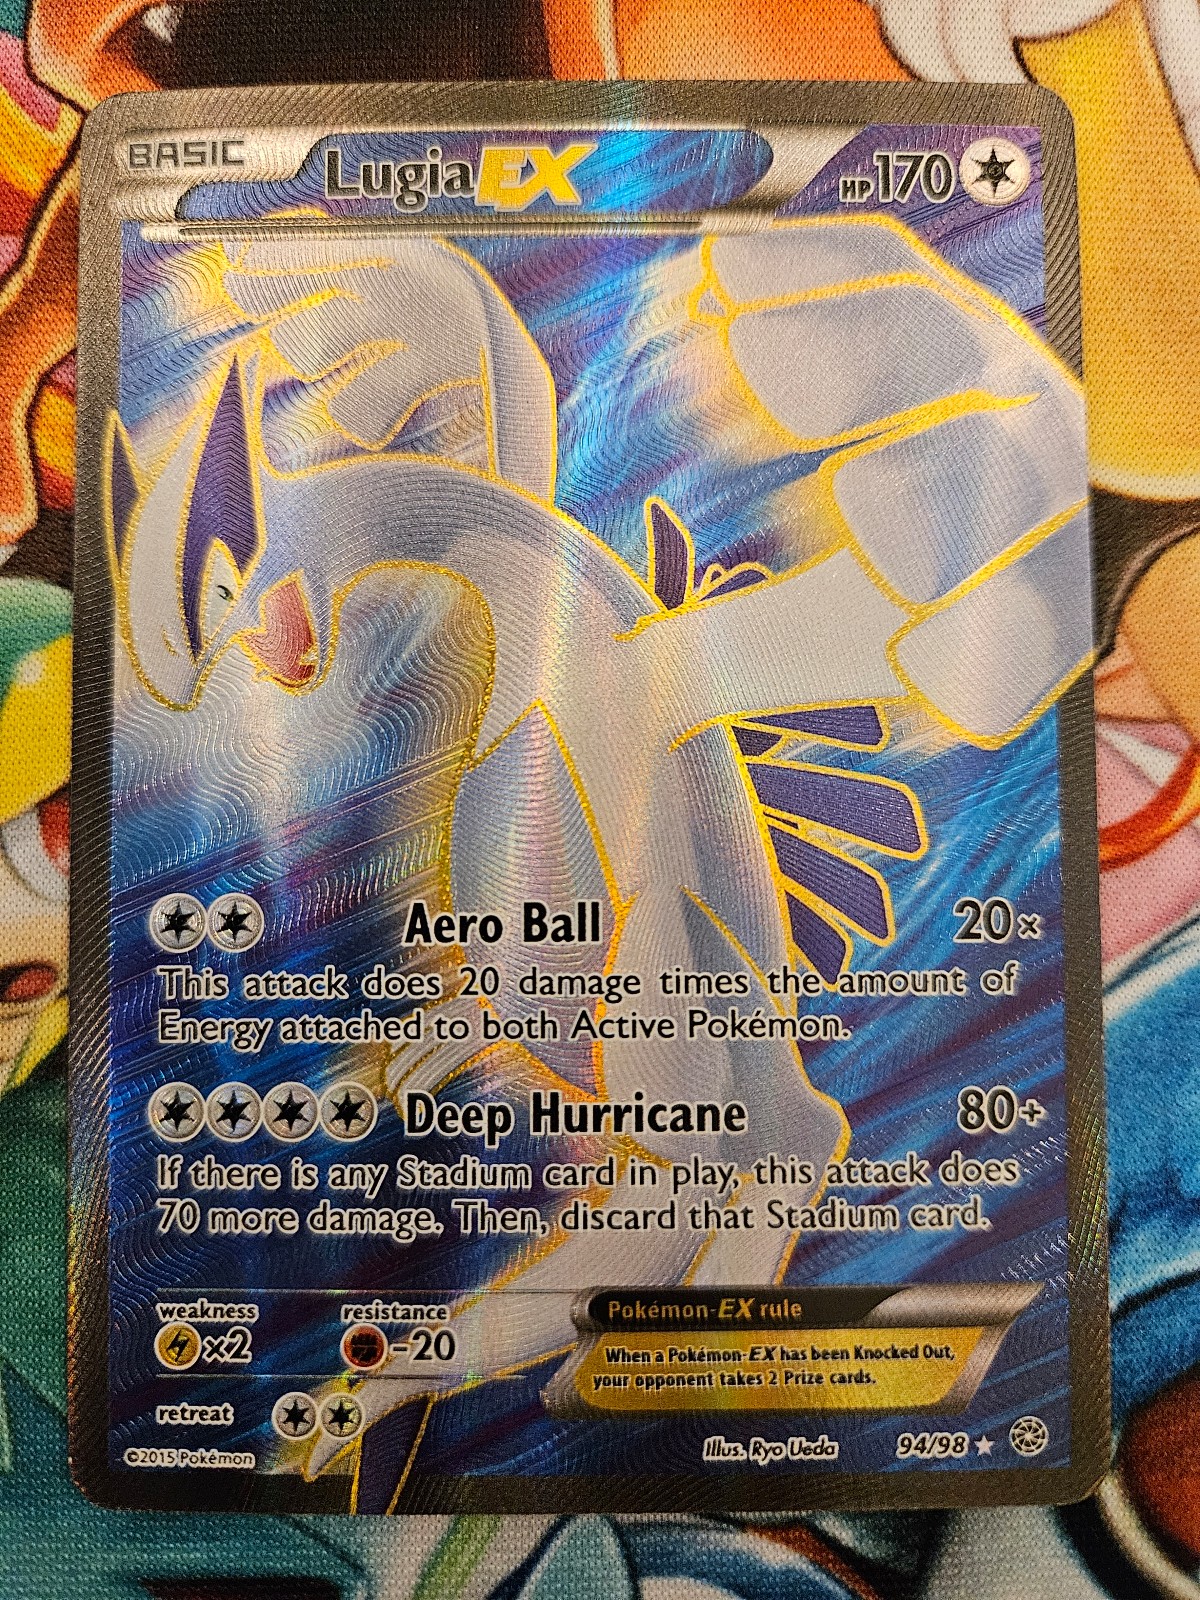 BASIC
Lugia EX
HP 170
Aero Ball 20×
This attack does 20 damage times the amount of
Energy attached to both Active Pokémon.
Deep Hurricane 80+
If there is any Stadium card in play, this attack does
70 more damage. Then, discard that Stadium card.
weakness
×2
resistance
-20
retreat
Pokémon-EX rule
When a Pokémon-EX has been Knocked Out,
your opponent takes 2 Prize cards.
©2015 Pokémon
Illus. Ryo Ueda
94/98 ★